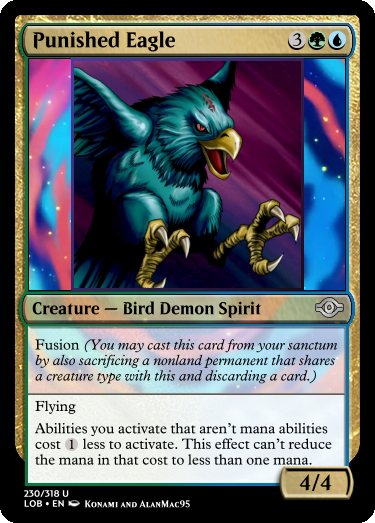 Punished Eagle 3
Creature — Bird Demon Spirit
Fusion (You may cast this card from your sanctum
by also sacrificing a nonland permanent that shares
a creature type with this and discarding a card.)
Flying
Abilities you activate that aren't mana abilities
cost 1 less to activate. This effect can't reduce
the mana in that cost to less than one mana.
4/4
230/318 U
LOB • EN Konami and AlanMac95